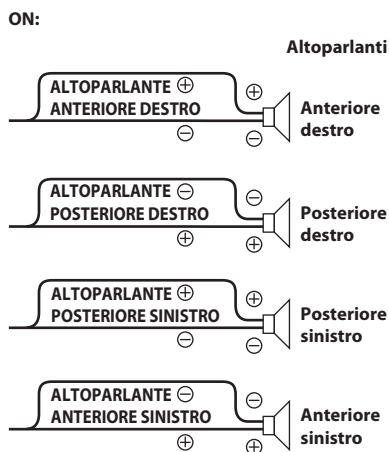 ON:
Altoparlanti
ALTOPARLANTE ⊕
ANTERIORE DESTRO
⊖
⊕
⊖
Anteriore
destro
ALTOPARLANTE ⊖
POSTERIORE DESTRO
⊕
⊖
⊕
Posteriore
destro
ALTOPARLANTE ⊕
POSTERIORE SINISTRO
⊖
⊕
⊖
Posteriore
sinistro
ALTOPARLANTE ⊖
ANTERIORE SINISTRO
⊕
⊖
⊕
Anteriore
sinistro